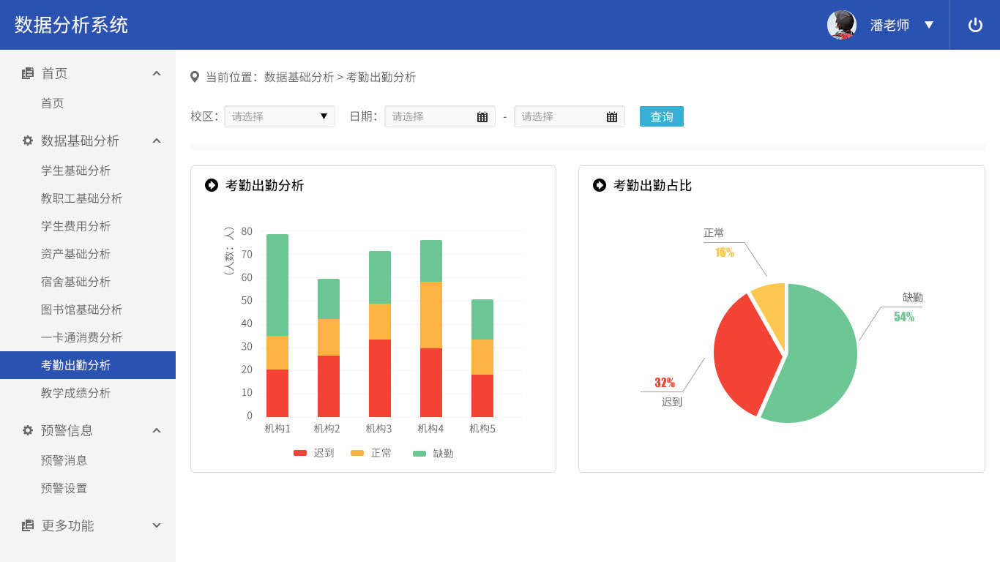 数据分析系统
潘老师
首页
首页
数据基础分析
学生基础分析
教职工基础分析
学生费用分析
资产基础分析
宿舍基础分析
图书馆基础分析
一卡通消费分析
考勤出勤分析
教学成绩分析
预警信息
预警消息
预警设置
更多功能
当前位置：数据基础分析 > 考勤出勤分析
校区： 请选择 日期： 请选择 - 请选择 查询
考勤出勤分析
（人数：人）
80
70
60
50
40
30
20
10
0
机构1 机构2 机构3 机构4 机构5
迟到 正常 缺勤
考勤出勤占比
正常
16%
缺勤
54%
32%
迟到